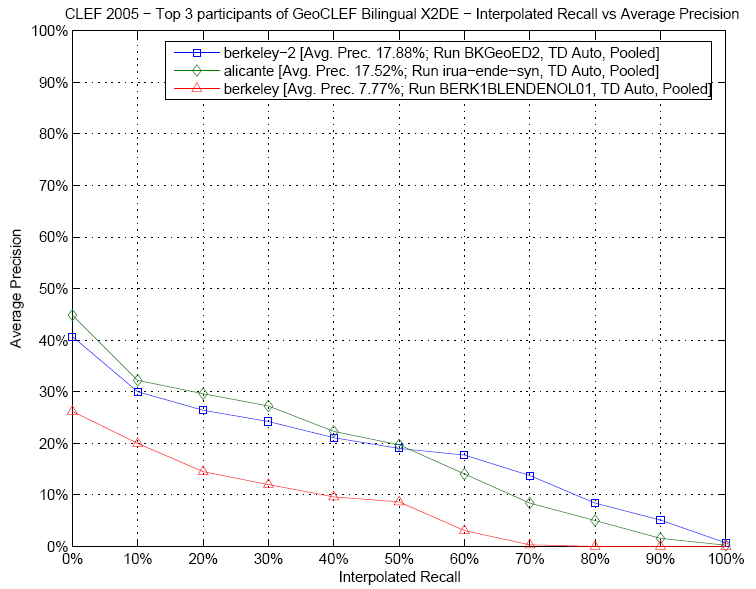 CLEF 2005 − Top 3 participants of GeoCLEF Bilingual X2DE − Interpolated Recall vs Average Precision
100%
berkeley−2 [Avg. Prec. 17.88%; Run BKGeoED2, TD Auto, Pooled]
alicante [Avg. Prec. 17.52%; Run irua−ende−syn, TD Auto, Pooled]
berkeley [Avg. Prec. 7.77%; Run BERK1BLENDENOL01, TD Auto, Pooled]
90%
80%
70%
60%
50%
40%
30%
20%
10%
0%
Average Precision
0% 10% 20% 30% 40% 50% 60% 70% 80% 90% 100%
Interpolated Recall